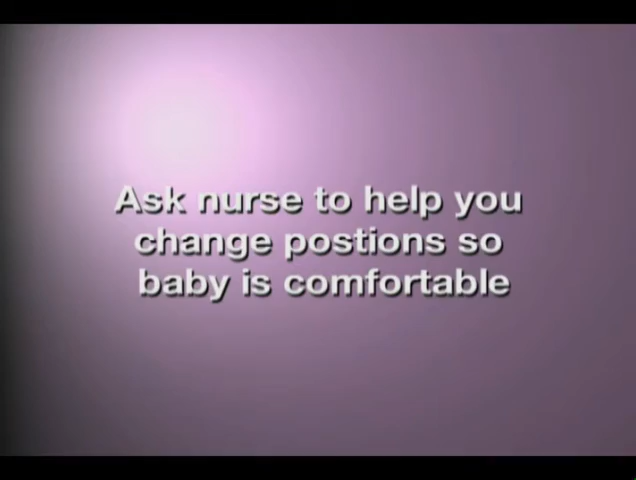 Ask nurse to help you
change postions so
baby is comfortable